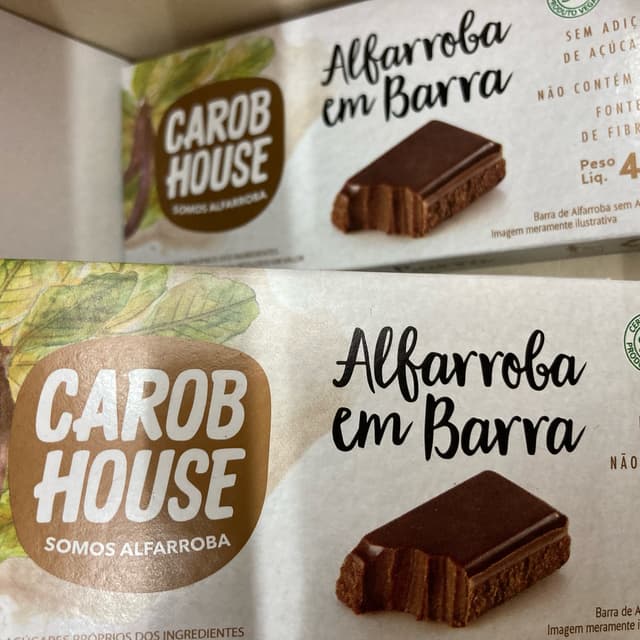 CAROB
HOUSE
SOMOS ALFARROBA
Alfarroba
em Barra
SEM ADIÇ
DE AÇÚCA
NÃO CONTÉM
FONT
DE FIBR
Peso
Líq. 4
Barra de Alfarroba sem A
Imagem meramente ilustrativa
CAROB
HOUSE
SOMOS ALFARROBA
AÇÚCARES PRÓPRIOS DOS INGREDIENTES
Alfarroba
em Barra
NÃO
Barra de A
Imagem meramente i